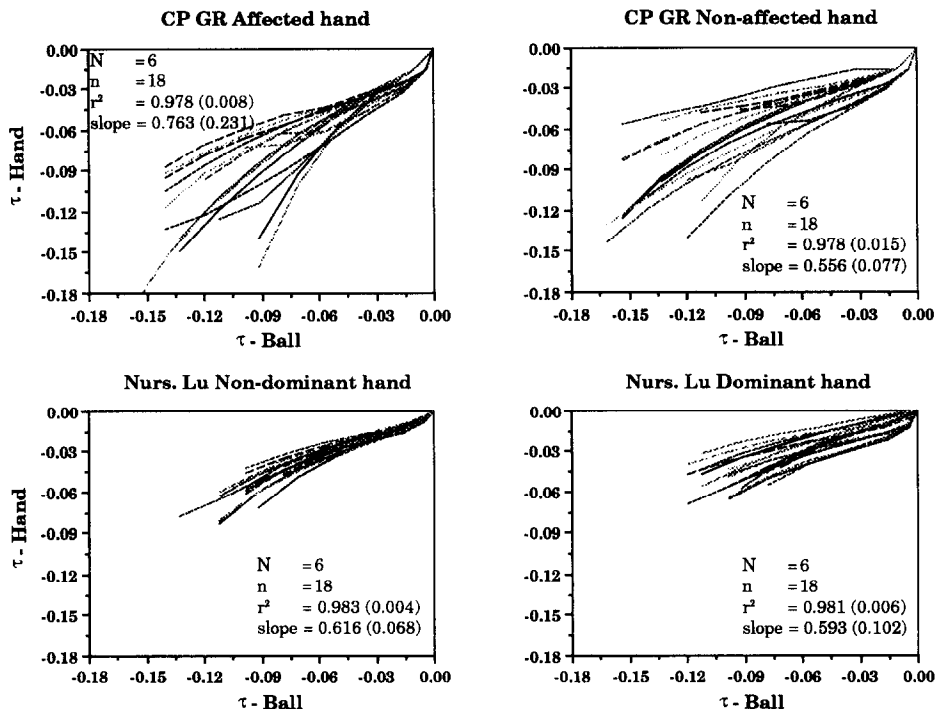 CP GR Affected hand
τ - Hand
0.00
-0.03
-0.06
-0.09
-0.12
-0.15
-0.18
N = 6
n = 18
r² = 0.978 (0.008)
slope = 0.763 (0.231)
-0.18 -0.15 -0.12 -0.09 -0.06 -0.03 0.00
τ - Ball
CP GR Non-affected hand
0.00
-0.03
-0.06
-0.09
-0.12
-0.15
-0.18
N = 6
n = 18
r² = 0.978 (0.015)
slope = 0.556 (0.077)
-0.18 -0.15 -0.12 -0.09 -0.06 -0.03 0.00
τ - Ball
Nurs. Lu Non-dominant hand
τ - Hand
0.00
-0.03
-0.06
-0.09
-0.12
-0.15
-0.18
N = 6
n = 18
r² = 0.983 (0.004)
slope = 0.616 (0.068)
-0.18 -0.15 -0.12 -0.09 -0.06 -0.03 0.00
τ - Ball
Nurs. Lu Dominant hand
0.00
-0.03
-0.06
-0.09
-0.12
-0.15
-0.18
N = 6
n = 18
r² = 0.981 (0.006)
slope = 0.593 (0.102)
-0.18 -0.15 -0.12 -0.09 -0.06 -0.03 0.00
τ - Ball